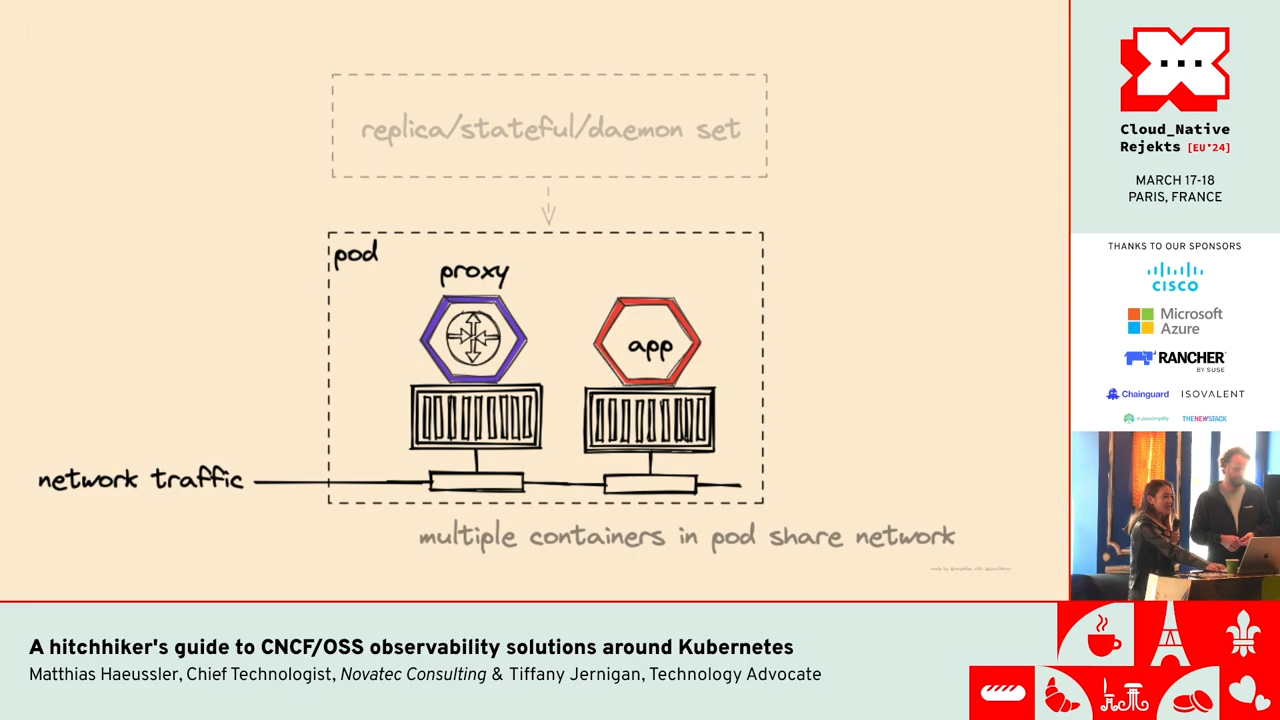 replica/stateful/daemon set
pod
proxy
app
network traffic
multiple containers in pod share network
Cloud_Native
Rejekts [EU*24]
MARCH 17-18
PARIS, FRANCE
THANKS TO OUR SPONSORS
CISCO
Microsoft
Azure
RANCHER
BY SUSE
Chainguard ISOVALENT
Kubesimplify THENEWSTACK
A hitchhiker's guide to CNCF/OSS observability solutions around Kubernetes
Matthias Haeussler, Chief Technologist, Novatec Consulting & Tiffany Jernigan, Technology Advocate